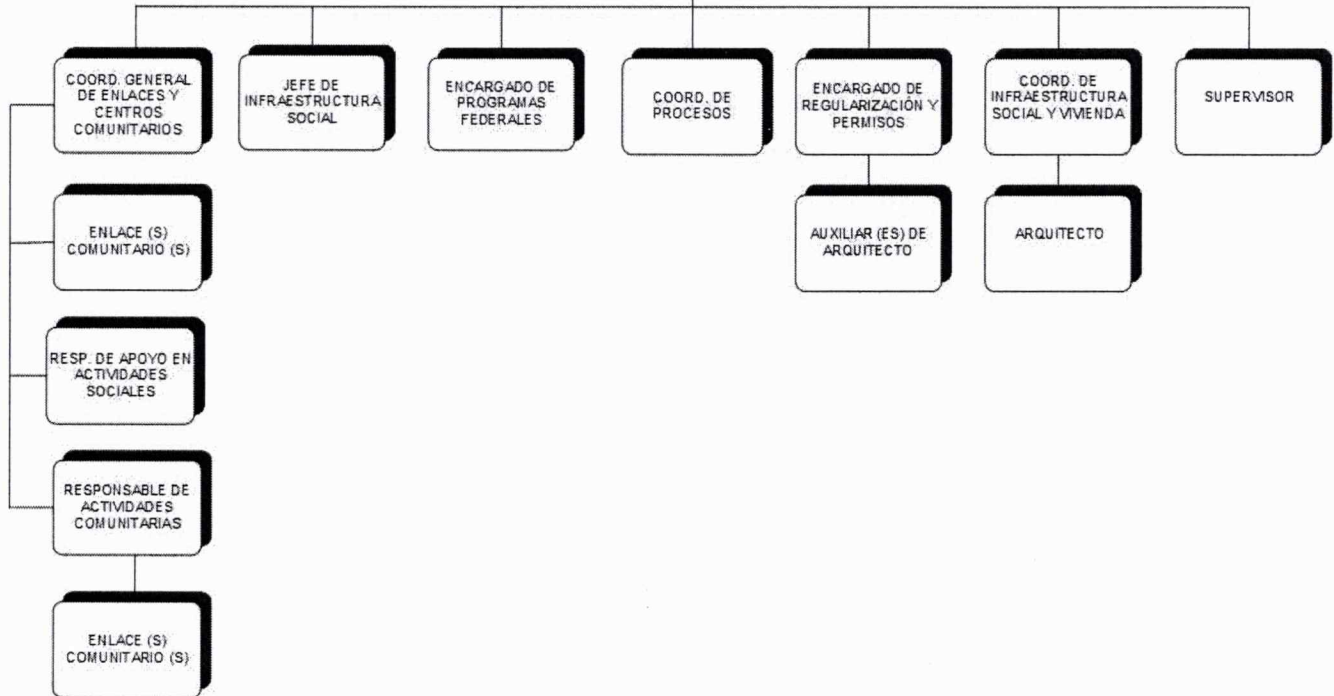 COORD. GENERAL
DE ENLACES Y
CENTROS
COMUNITARIOS
JEFE DE
INFRAESTRUCTURA
SOCIAL
ENCARGADO DE
PROGRAMAS
FEDERALES
COORD. DE
PROCESOS
ENCARGADO DE
REGULARIZACIÓN Y
PERMISOS
COORD. DE
INFRAESTRUCTURA
SOCIAL Y VIVIENDA
SUPERVISOR
ENLACE (S)
COMUNITARIO (S)
AUXILIAR (ES) DE
ARQUITECTO
ARQUITECTO
RESP. DE APOYO EN
ACTIVIDADES
SOCIALES
RESPONSABLE DE
ACTIVIDADES
COMUNITARIAS
ENLACE (S)
COMUNITARIO (S)